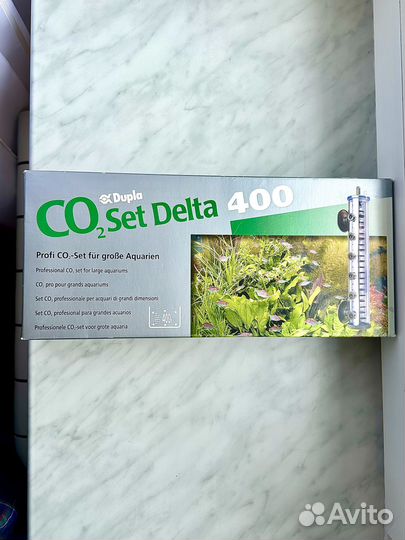 Dupla
CO2 Set Delta 400
Profi CO2-Set für große Aquarien
Professional CO2 set for large aquariums
CO2 pro pour grands aquariums
Set CO2 professionale per acquari di grandi dimensioni
Set CO2 profesional para grandes acuarios
Professionele CO2-set voor grote aquaria
Avito